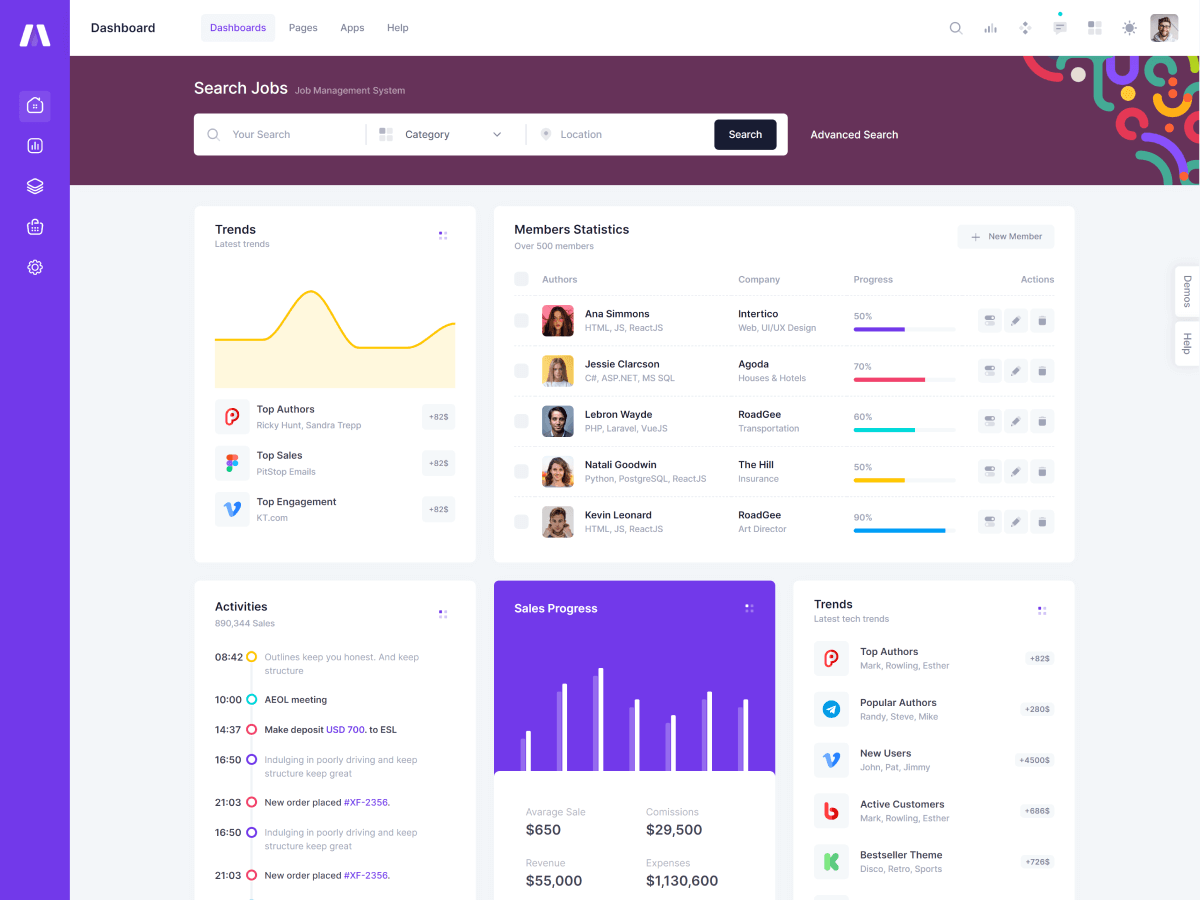 Dashboard
Dashboards
Pages
Apps
Help
Search Jobs Job Management System
Your Search
Category
Location
Search
Advanced Search
Trends
Latest trends
Top Authors
Ricky Hunt, Sandra Trepp
+82$
Top Sales
PitStop Emails
+82$
Top Engagement
KT.com
+82$
Members Statistics
Over 500 members
New Member
Authors Company Progress Actions
Ana Simmons
HTML, JS, ReactJS
Intertico
Web, UI/UX Design
50%
Jessie Clarcson
C#, ASP.NET, MS SQL
Agoda
Houses & Hotels
70%
Lebron Wayde
PHP, Laravel, VueJS
RoadGee
Transportation
60%
Natali Goodwin
Python, PostgreSQL, ReactJS
The Hill
Insurance
50%
Kevin Leonard
HTML, JS, ReactJS
RoadGee
Art Director
90%
Demos
Help
Activities
890,344 Sales
08:42 Outlines keep you honest. And keep
structure
10:00 AEOL meeting
14:37 Make deposit USD 700. to ESL
16:50 Indulging in poorly driving and keep
structure keep great
21:03 New order placed #XF-2356.
16:50 Indulging in poorly driving and keep
structure keep great
21:03 New order placed #XF-2356.
Sales Progress
Avarage Sale
$650
Comissions
$29,500
Revenue
$55,000
Expenses
$1,130,600
Trends
Latest tech trends
Top Authors
Mark, Rowling, Esther
+82$
Popular Authors
Randy, Steve, Mike
+280$
New Users
John, Pat, Jimmy
+4500$
Active Customers
Mark, Rowling, Esther
+686$
Bestseller Theme
Disco, Retro, Sports
+726$